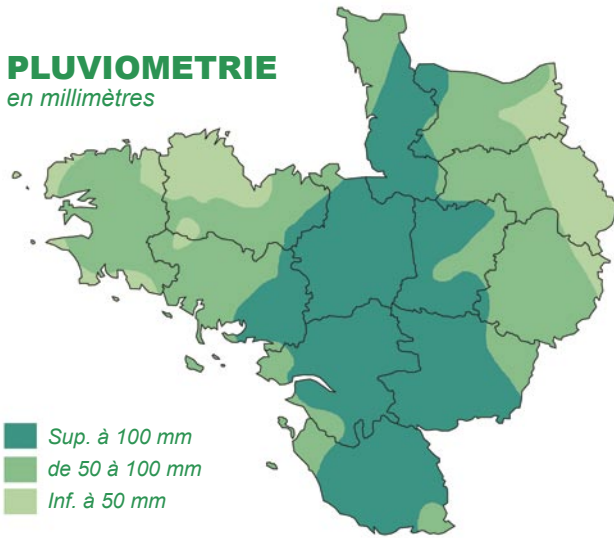 PLUVIOMETRIE
en millimètres
Sup. à 100 mm
de 50 à 100 mm
Inf. à 50 mm